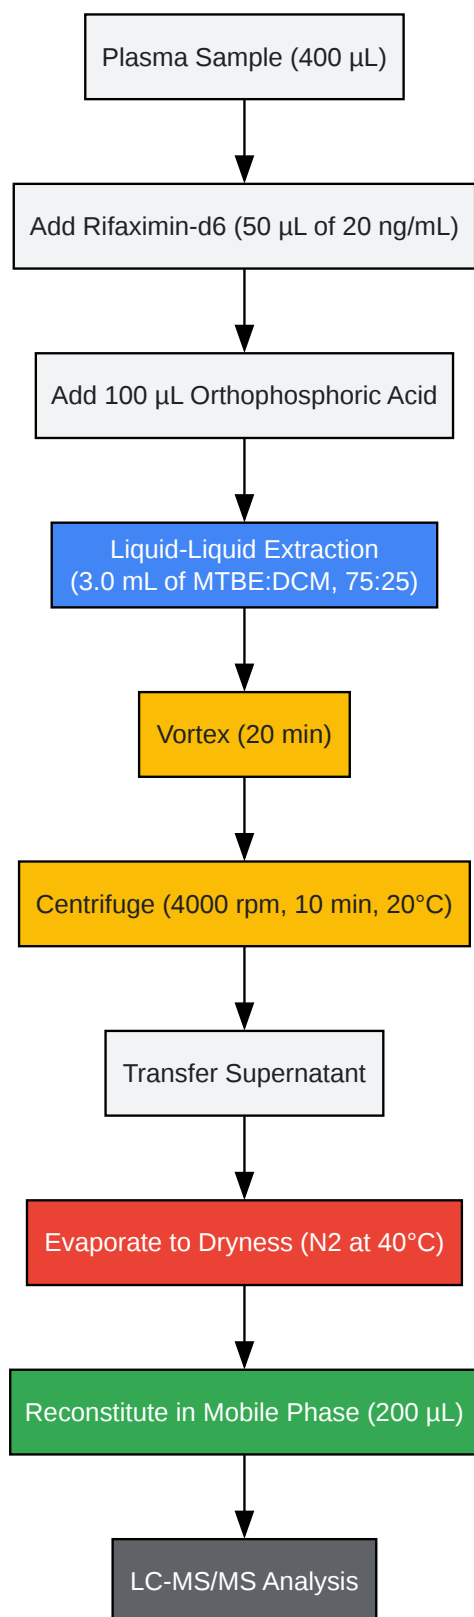 Plasma Sample (400 µL)
Add Rifaximin-d6 (50 µL of 20 ng/mL)
Add 100 µL Orthophosphoric Acid
Liquid-Liquid Extraction
(3.0 mL of MTBE:DCM, 75:25)
Vortex (20 min)
Centrifuge (4000 rpm, 10 min, 20°C)
Transfer Supernatant
Evaporate to Dryness (N2 at 40°C)
Reconstitute in Mobile Phase (200 µL)
LC-MS/MS Analysis